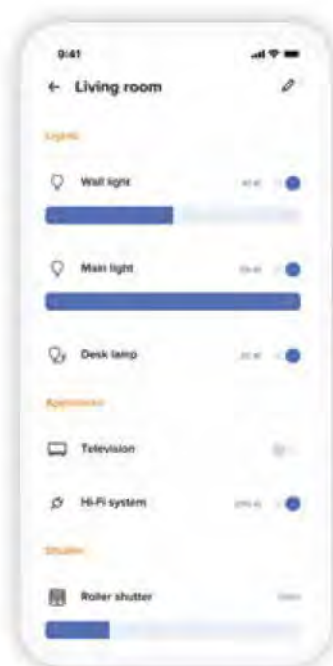 9:41
Living room
Lights
Wall light
Main light
Desk lamp
Appliances
Television
Hi-Fi system
Shutter
Roller shutter